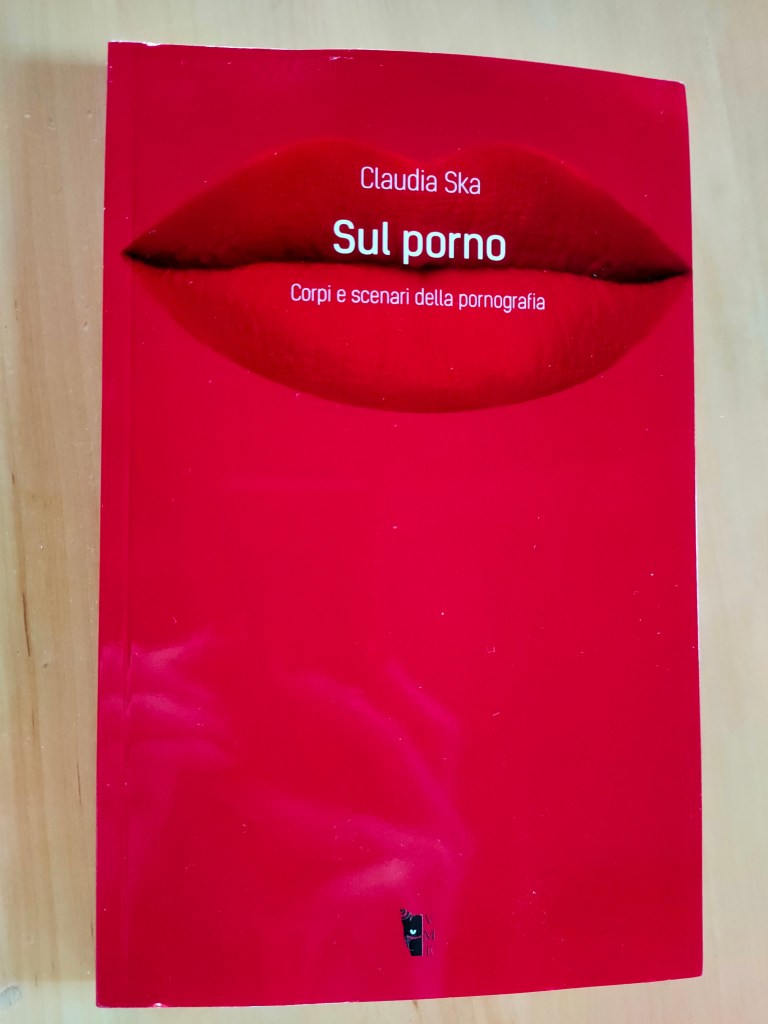 Claudia Ska
Sul porno
Corpi e scenari della pornografia